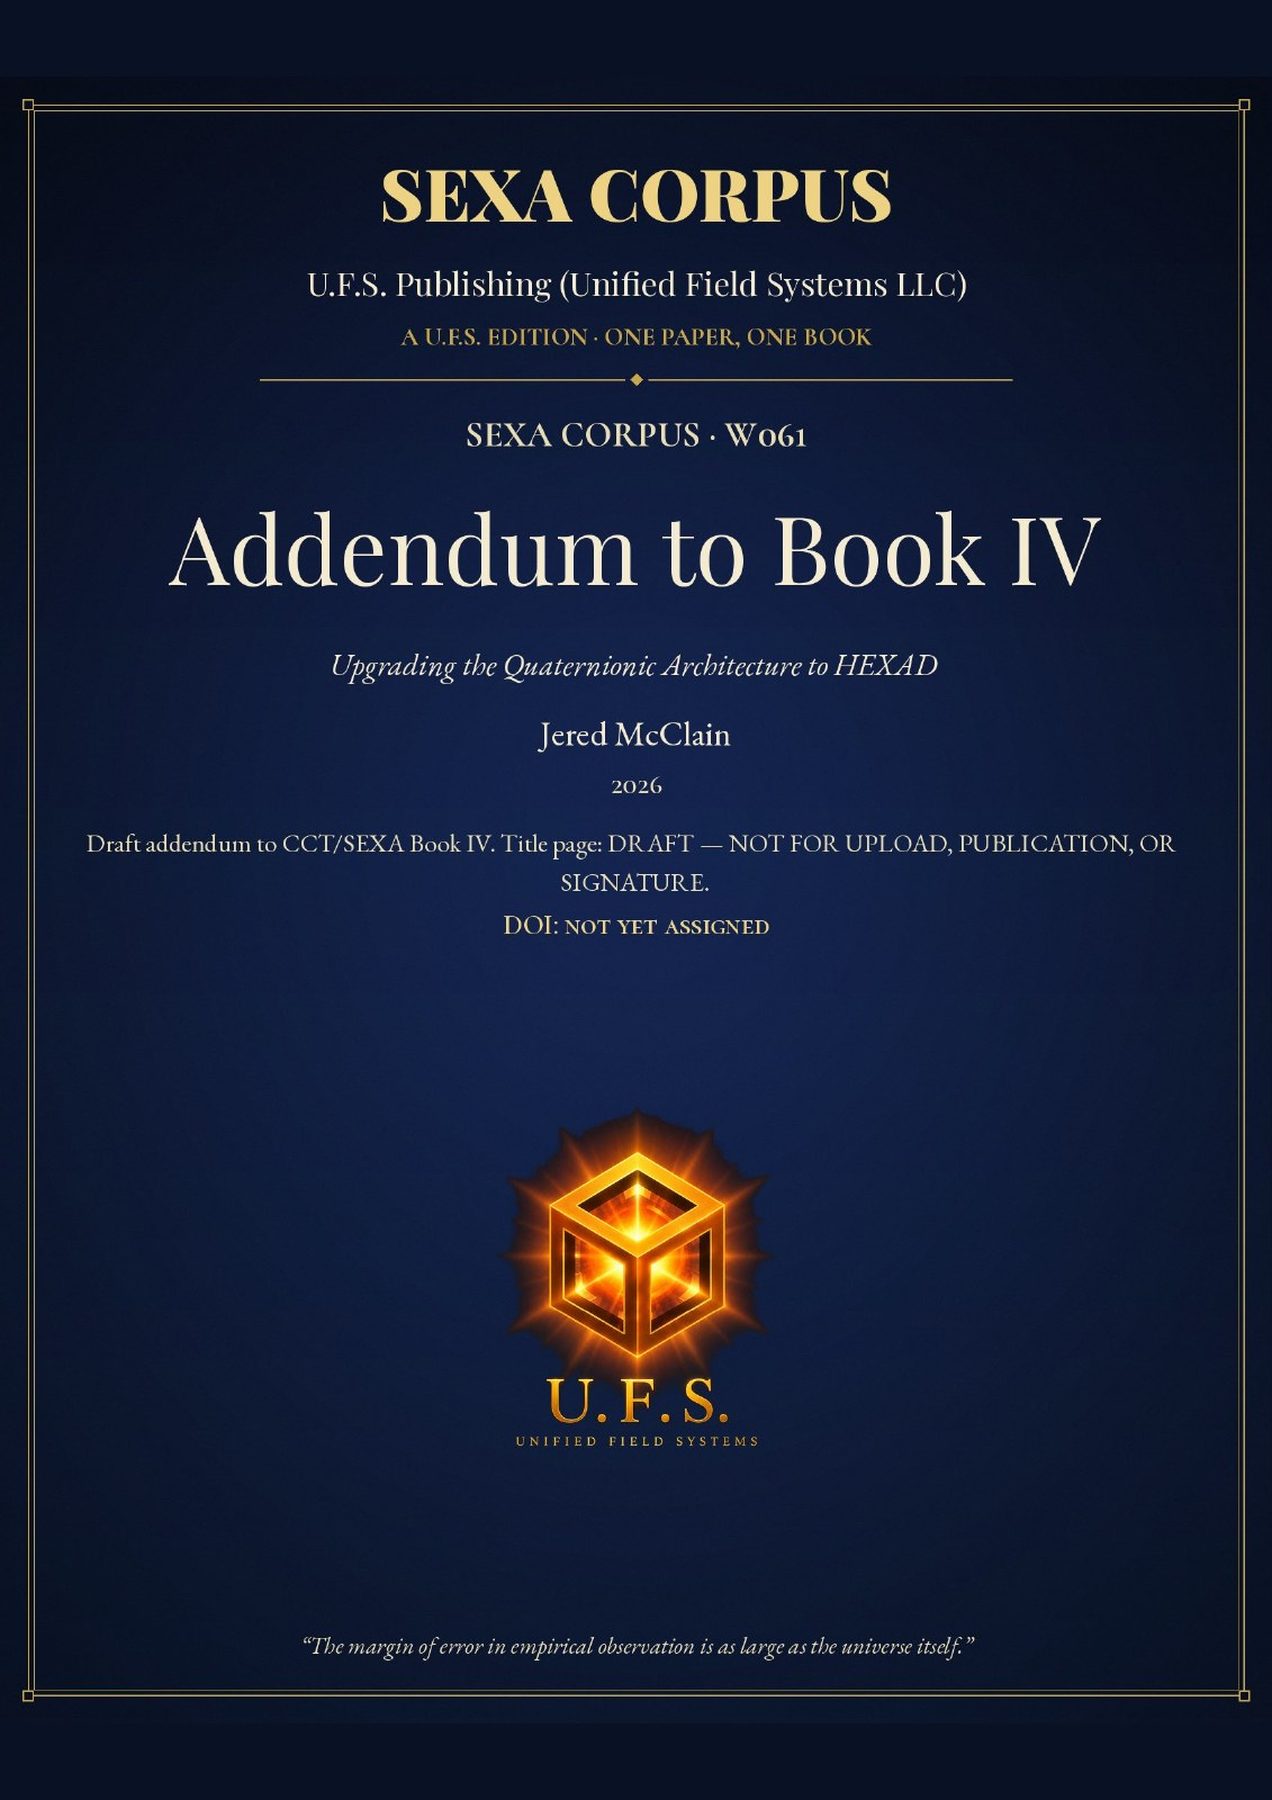 SEXA CORPUS
U.F.S. Publishing (Unified Field Systems LLC)
A U.F.S. EDITION · ONE PAPER, ONE BOOK
SEXA CORPUS · W061
Addendum to Book IV
Upgrading the Quaternionic Architecture to HEXAD
Jered McClain
2026
Draft addendum to CCT/SEXA Book IV. Title page: DRAFT — NOT FOR UPLOAD, PUBLICATION, OR
SIGNATURE.
DOI: NOT YET ASSIGNED
U.F.S.
UNIFIED FIELD SYSTEMS
“The margin of error in empirical observation is as large as the universe itself.”